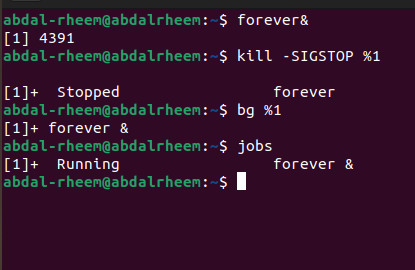 abdal-rheem@abdalrheem:~$ forever&
[1] 4391
abdal-rheem@abdalrheem:~$ kill -SIGSTOP %1
[1]+  Stopped                 forever
abdal-rheem@abdalrheem:~$ bg %1
[1]+ forever &
abdal-rheem@abdalrheem:~$ jobs
[1]+  Running                 forever &
abdal-rheem@abdalrheem:~$